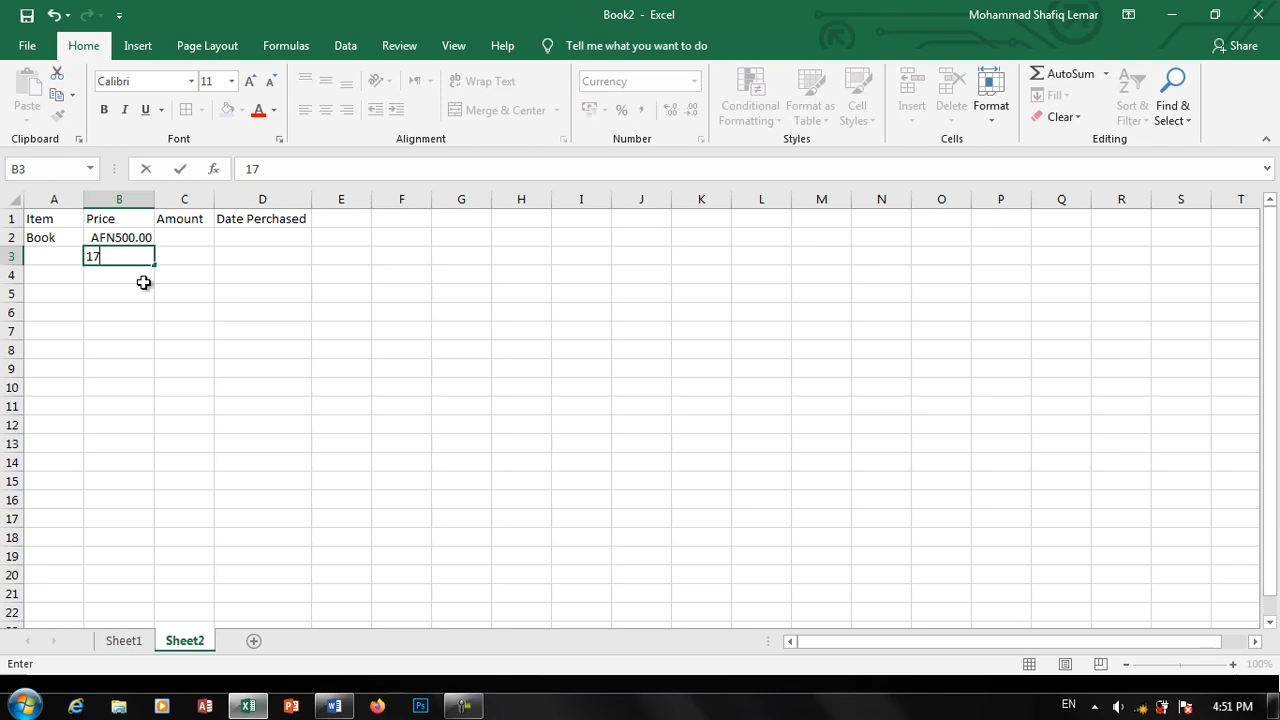 Book2 - Excel
Mohammad Shafiq Lemar
File Home Insert Page Layout Formulas Data Review View Help Tell me what you want to do Share
Paste
Clipboard
Calibri 11
B I U
Font
Wrap Text
Merge & Center
Alignment
Currency
%
Number
Conditional Formatting
Format
Cell Styles
Styles
Insert Delete Format
Cells
AutoSum
Fill
Clear
Sort & Filter
Find & Select
Editing
B3 fx 17
A B C D E F G H I J K L M N O P Q R S T
1 Item Price Amount Date Perchased
2 Book AFN500.00
3 17
4
5
6
7
8
9
10
11
12
13
14
15
16
17
18
19
20
21
22
Sheet1 Sheet2
Enter 100%
EN 4:51 PM